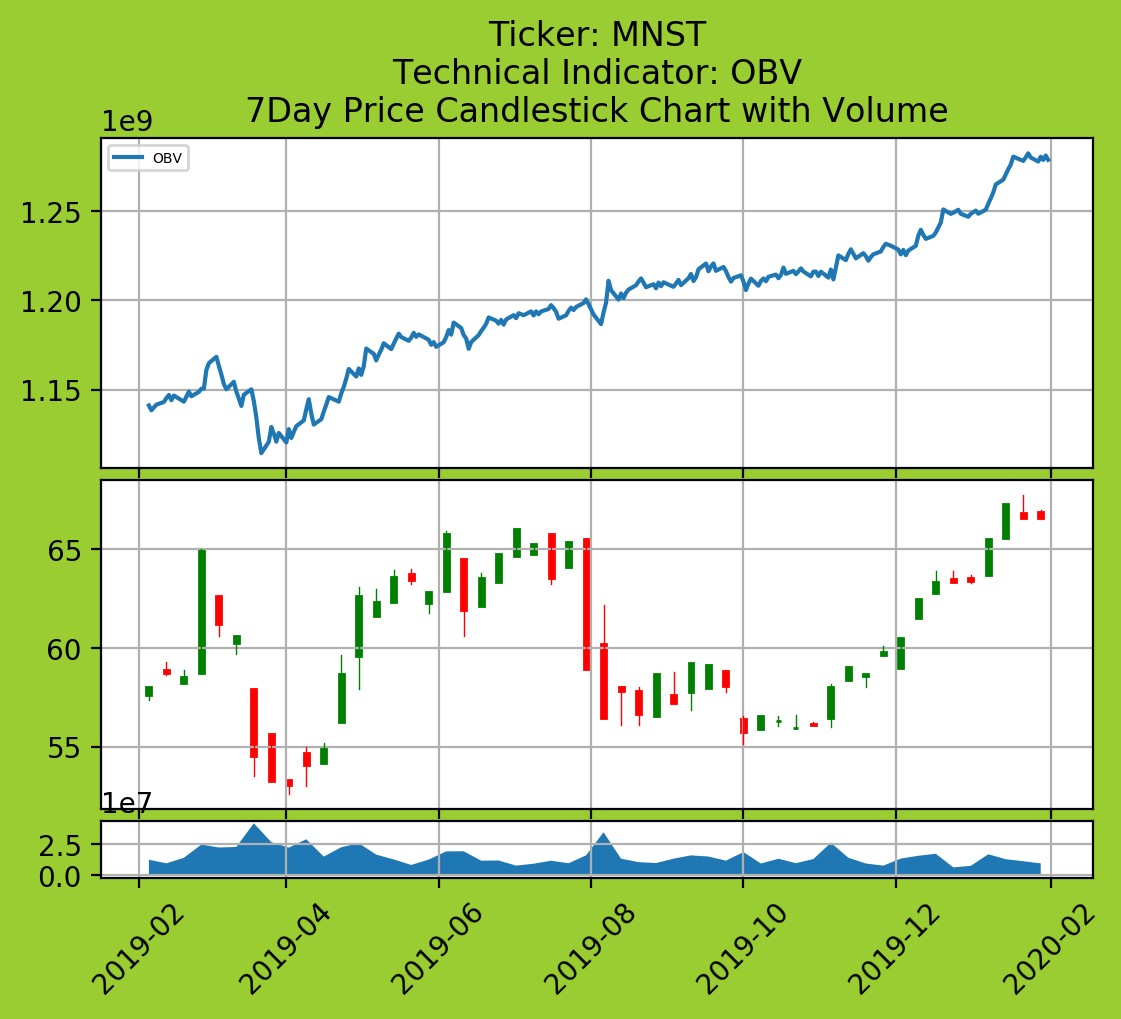 Ticker: MNST
Technical Indicator: OBV
7Day Price Candlestick Chart with Volume
1e9
OBV
1.25
1.20
1.15
65
60
55
1e7
2.5
0.0
2019-02
2019-04
2019-06
2019-08
2019-10
2019-12
2020-02